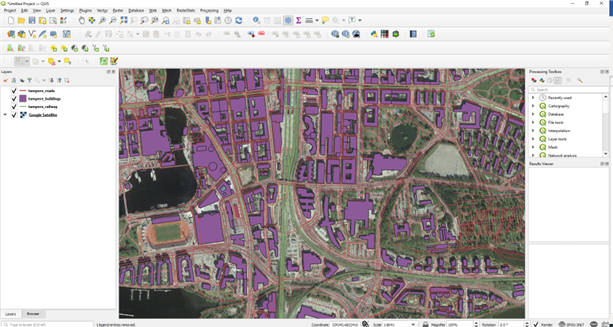 *Untitled Project — QGIS
Project Edit View Layer Settings Plugins Vector Raster Database Web Mesh RasterStats Processing Help
Layers
tampere_roads
tampere_buildings
tampere_railway
Google Satellite
Processing Toolbox
Search...
Recently used
Cartography
Database
File tools
Interpolation
Layer tools
Mesh
Network analysis
Results Viewer
Layers Browser
Type to locate (Ctrl+K) 1 legend entries removed. Coordinate Scale Magnifier 100% Rotation 0.0° Render EPSG:3067